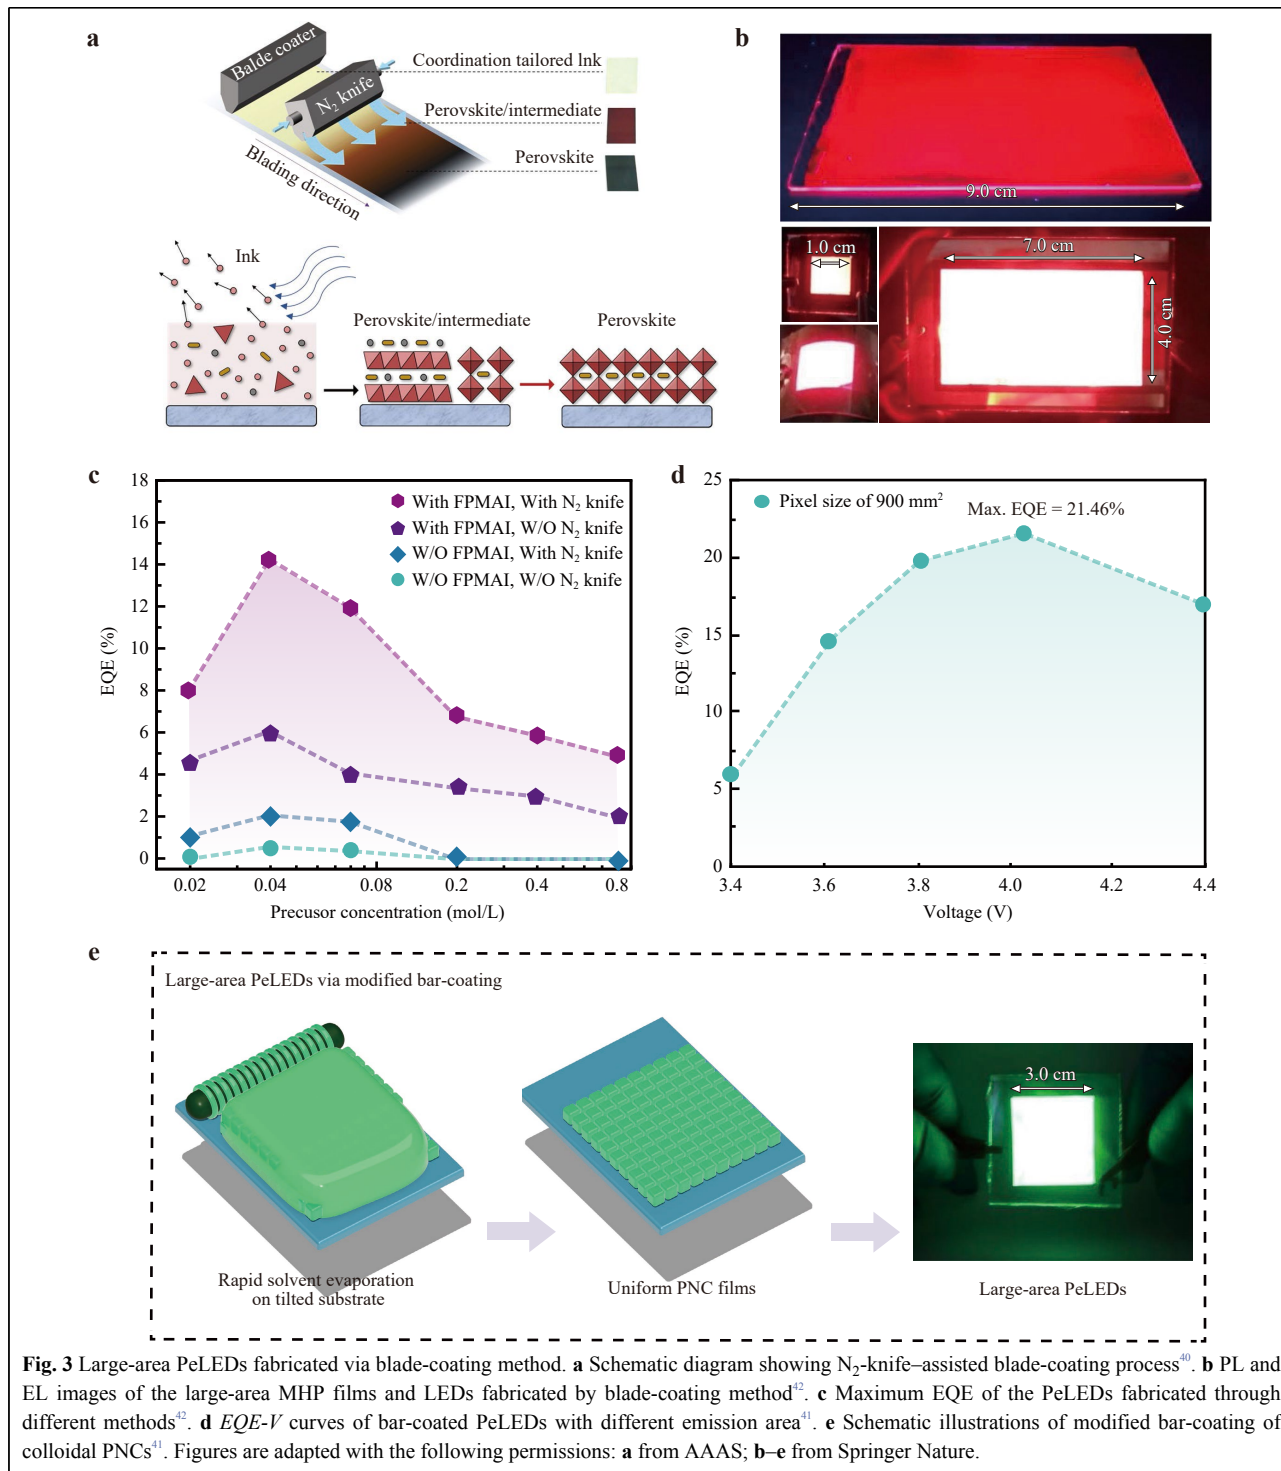 a
Balde coater
N₂ knife
Blading direction
Coordination tailored lnk
Perovskite/intermediate
Perovskite
Ink
Perovskite/intermediate
Perovskite
b
9.0 cm
1.0 cm
7.0 cm
4.0 cm
c
18
16
14
12
10
8
6
4
2
0
EQE (%)
With FPMAI, With N₂ knife
With FPMAI, W/O N₂ knife
W/O FPMAI, With N₂ knife
W/O FPMAI, W/O N₂ knife
0.02 0.04 0.08 0.2 0.4 0.8
Precusor concentration (mol/L)
d
25
20
15
10
5
0
EQE (%)
Pixel size of 900 mm²
Max. EQE = 21.46%
3.4 3.6 3.8 4.0 4.2 4.4
Voltage (V)
e
Large-area PeLEDs via modified bar-coating
3.0 cm
Rapid solvent evaporation
on tilted substrate
Uniform PNC films
Large-area PeLEDs
Fig. 3 Large-area PeLEDs fabricated via blade-coating method. a Schematic diagram showing N₂-knife–assisted blade-coating process⁴⁰. b PL and
EL images of the large-area MHP films and LEDs fabricated by blade-coating method⁴². c Maximum EQE of the PeLEDs fabricated through
different methods⁴². d EQE-V curves of bar-coated PeLEDs with different emission area⁴¹. e Schematic illustrations of modified bar-coating of
colloidal PNCs⁴¹. Figures are adapted with the following permissions: a from AAAS; b–e from Springer Nature.